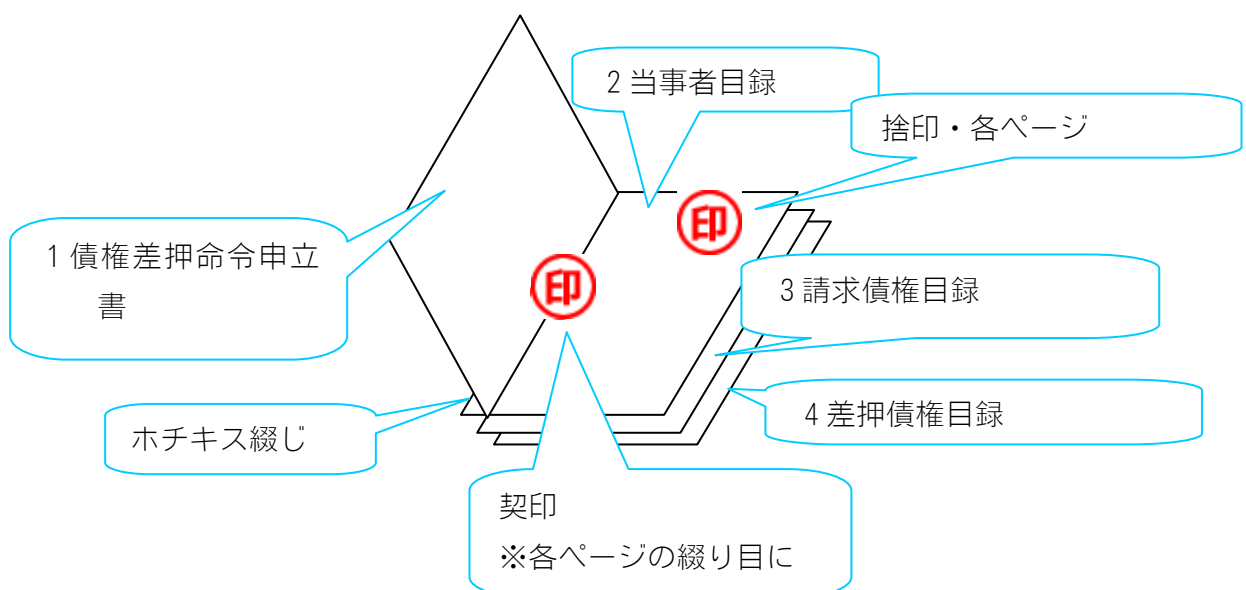 2 当事者目録
捨印・各ページ
1 債権差押命令申立
書
印
印
3 請求債権目録
4 差押債権目録
ホチキス綴じ
契印
※各ページの綴り目に